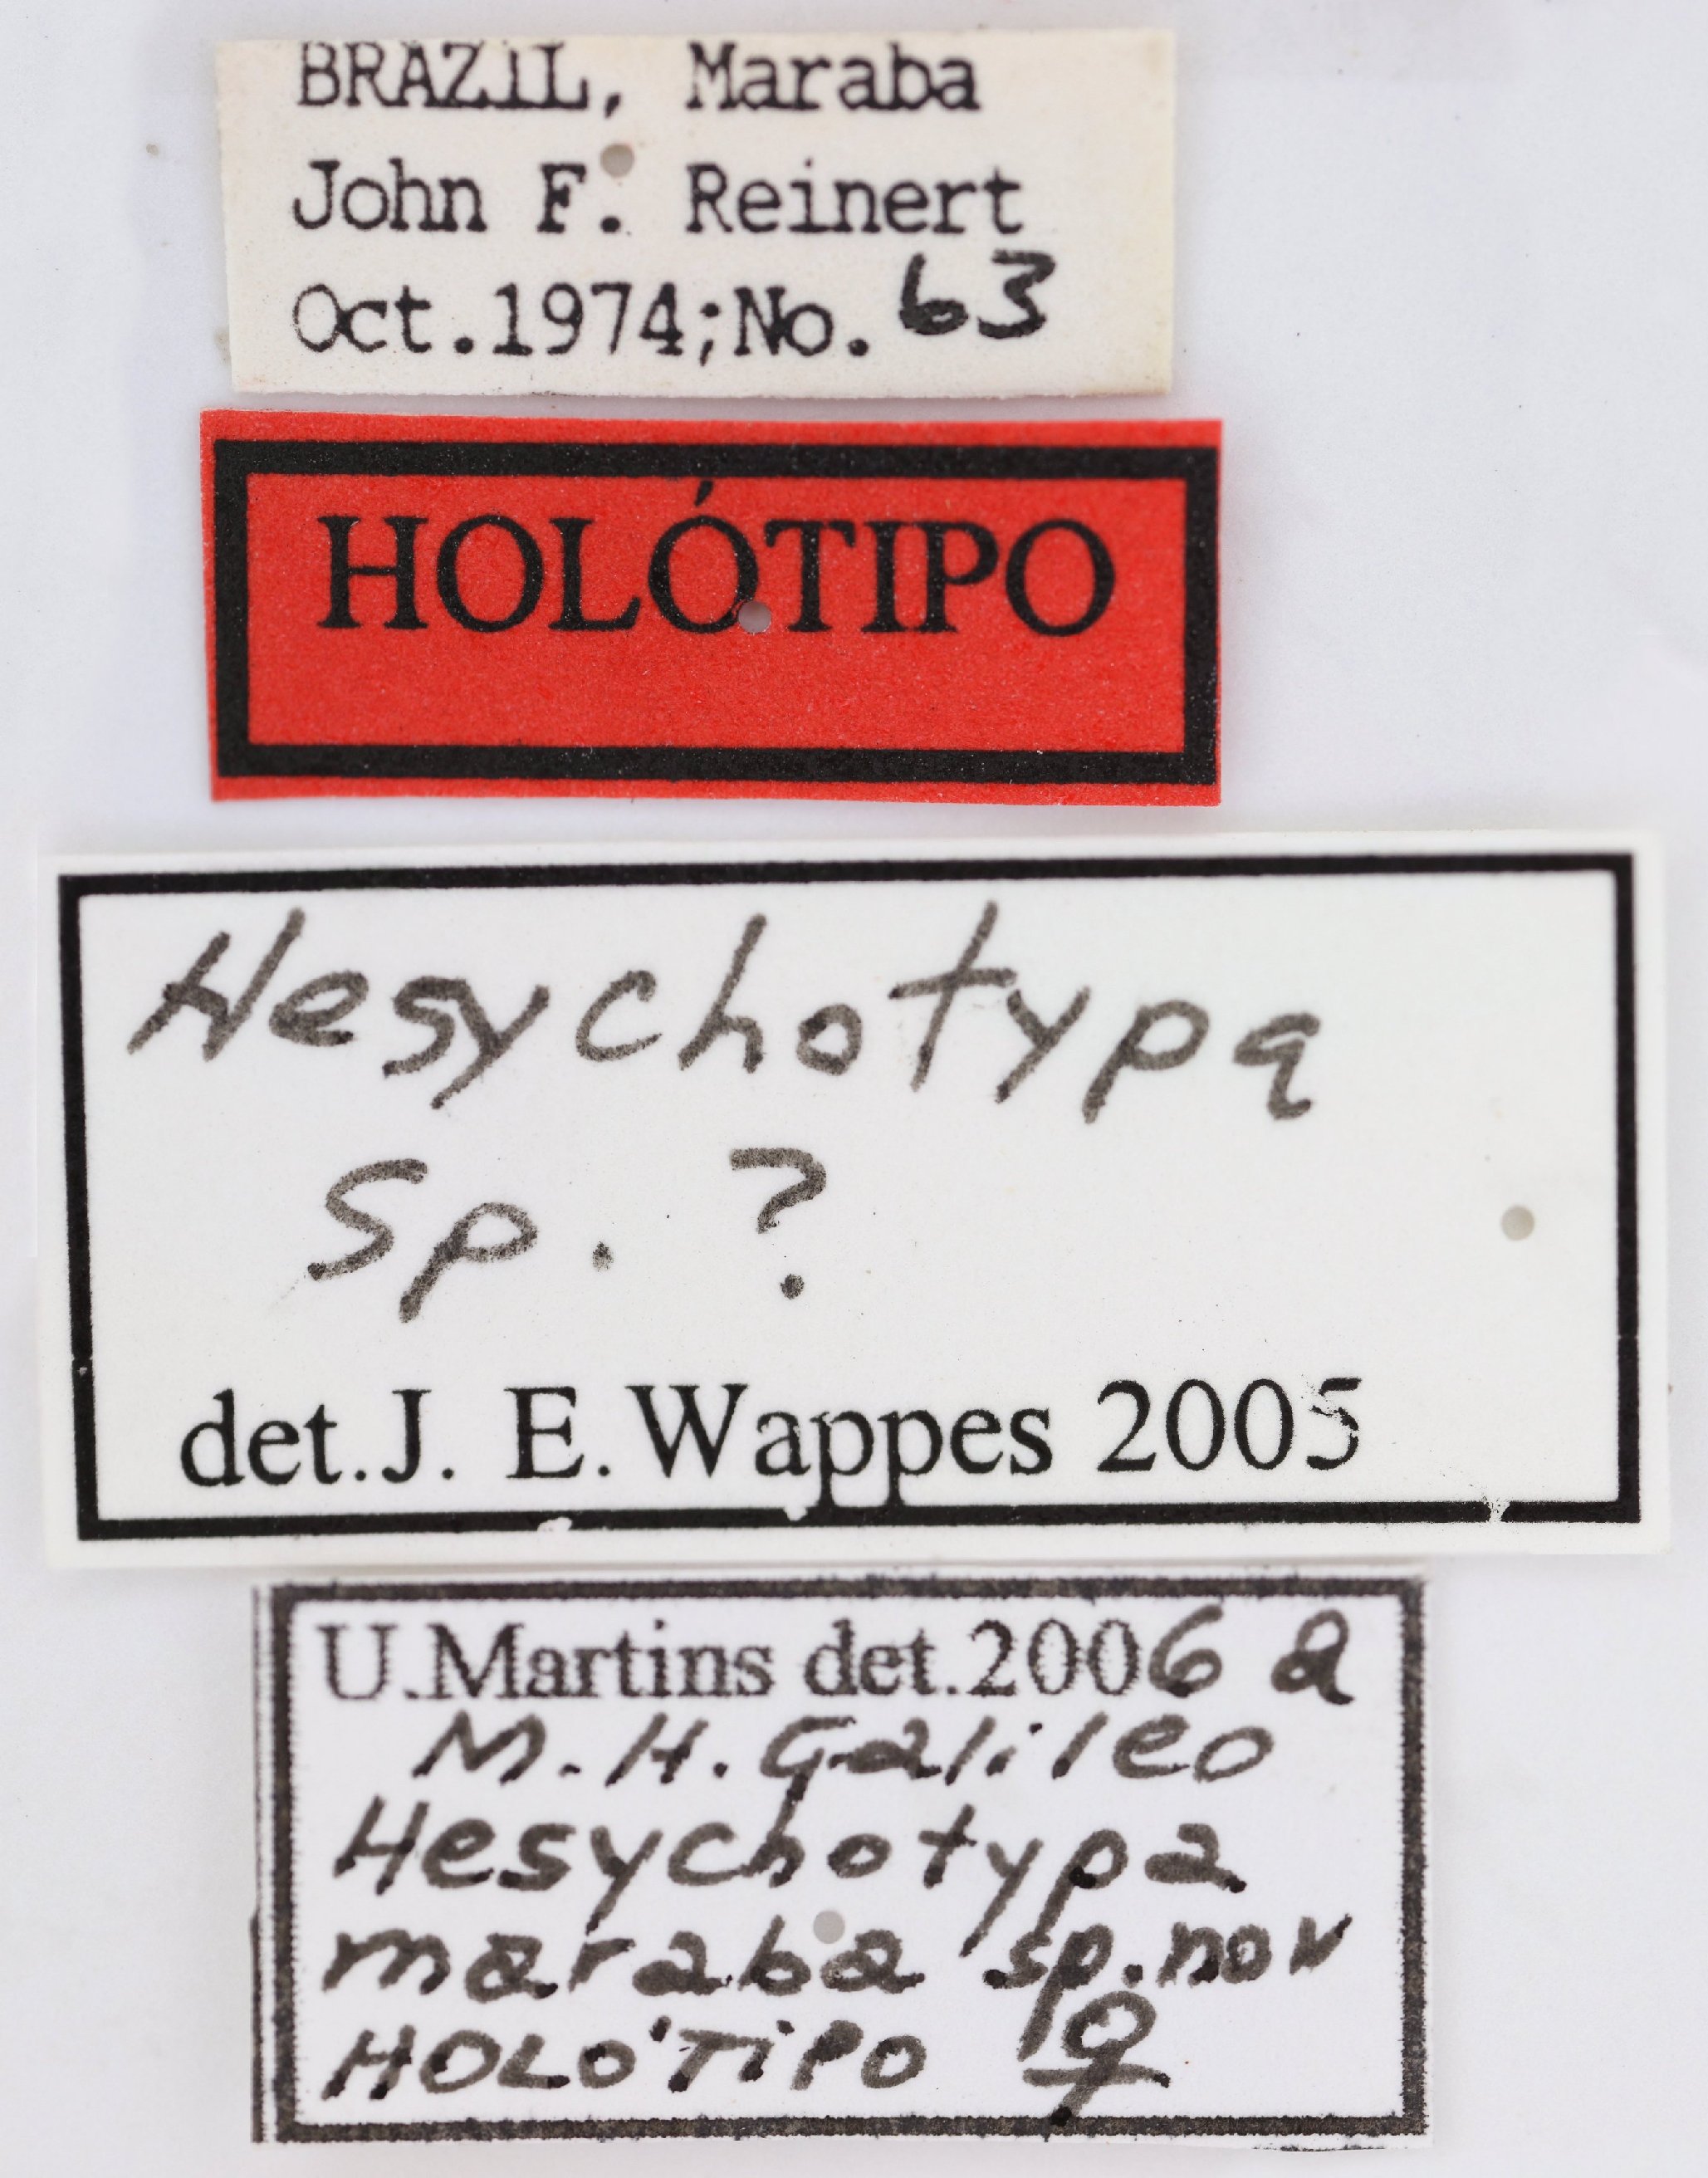 BRAZIL, Maraba
John F. Reinert
Oct.1974;No. 63
HOLÓTIPO
Hesychotypa
sp. ?
det. J. E. Wappes 2005
U.Martins det.2006 &
M. H. Galileo
Hesychotypa
maraba sp. nov
HOLÓTIPO ♀